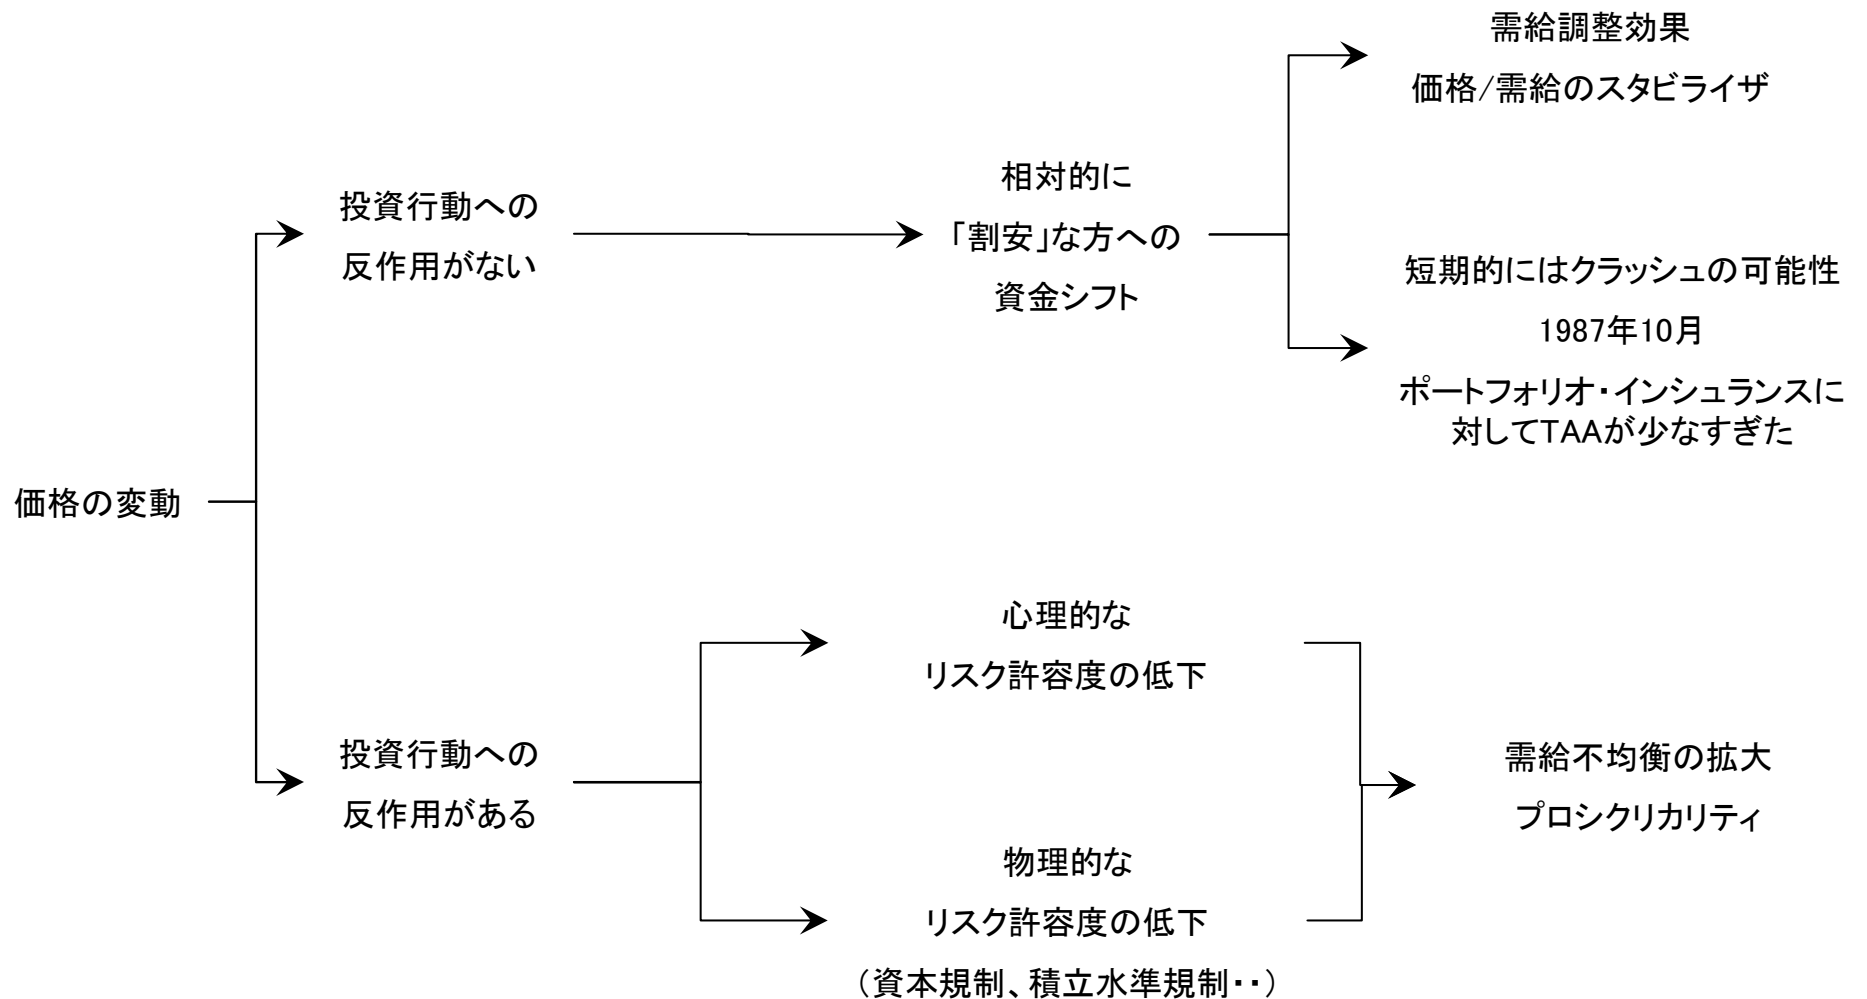 価格の変動
投資行動への
反作用がない
相対的に
「割安」な方への
資金シフト
需給調整効果
価格/需給のスタビライザ
短期的にはクラッシュの可能性
1987年10月
ポートフォリオ・インシュランスに
対してTAAが少なすぎた
投資行動への
反作用がある
心理的な
リスク許容度の低下
物理的な
リスク許容度の低下
（資本規制、積立水準規制・・）
需給不均衡の拡大
プロシクリカリティ